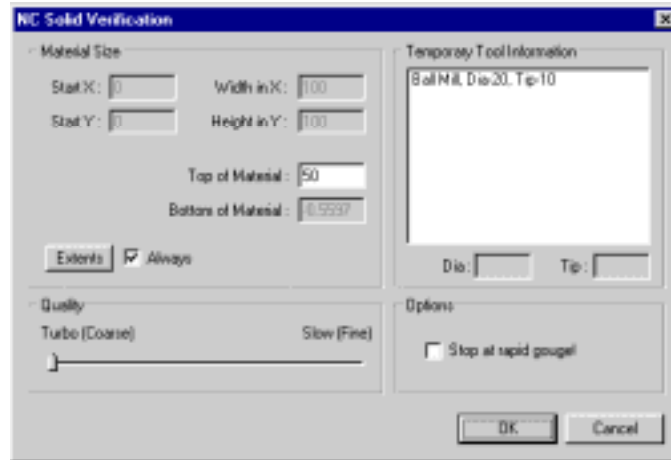 NC Solid Verification
Material Size
Start X: 0
Width in X: 100
Start Y: 0
Height in Y: 100
Top of Material: 50
Bottom of Material: -0.5597
Extents
Always
Temporary Tool Information
Ball Mill, Dia-20, Tip-10
Dia:
Tip:
Quality
Turbo (Coarse)
Slow (Fine)
Options
Stop at rapid gouge!
OK
Cancel